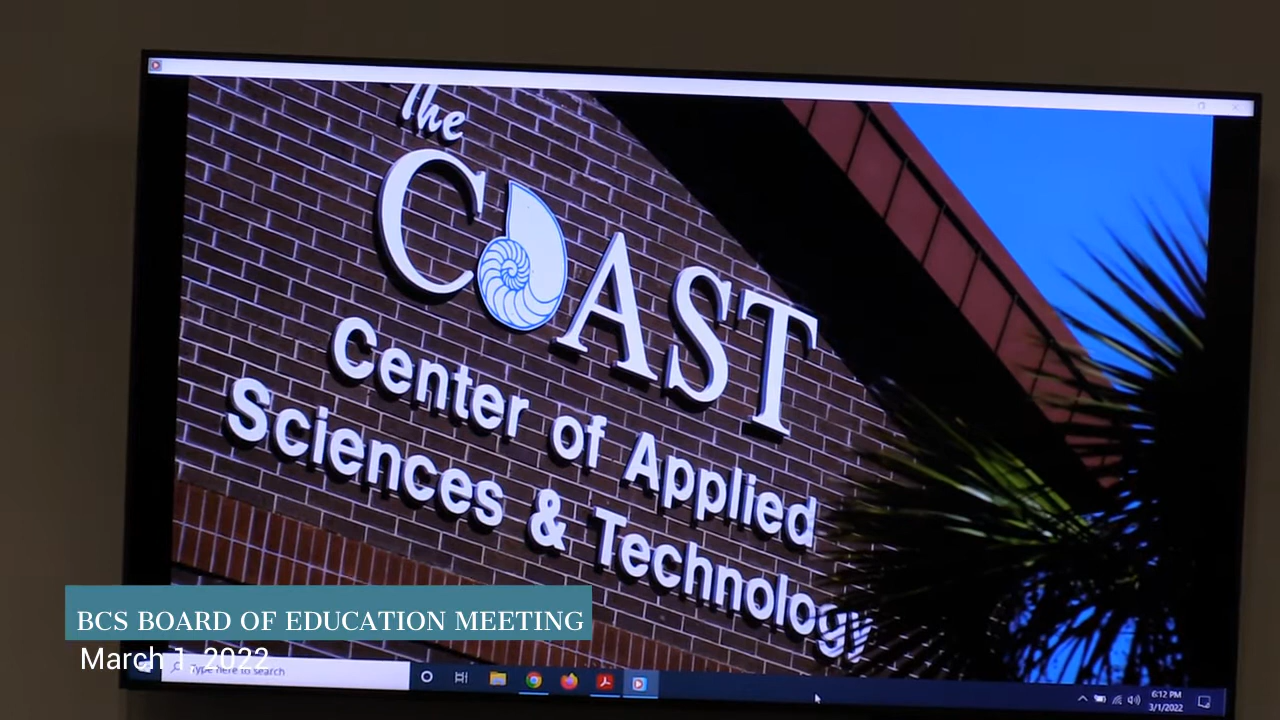 The
COAST
Center of Applied
Sciences & Technology
BCS BOARD OF EDUCATION MEETING
March 1, 2022
Type here to search
6:12 PM
3/1/2022